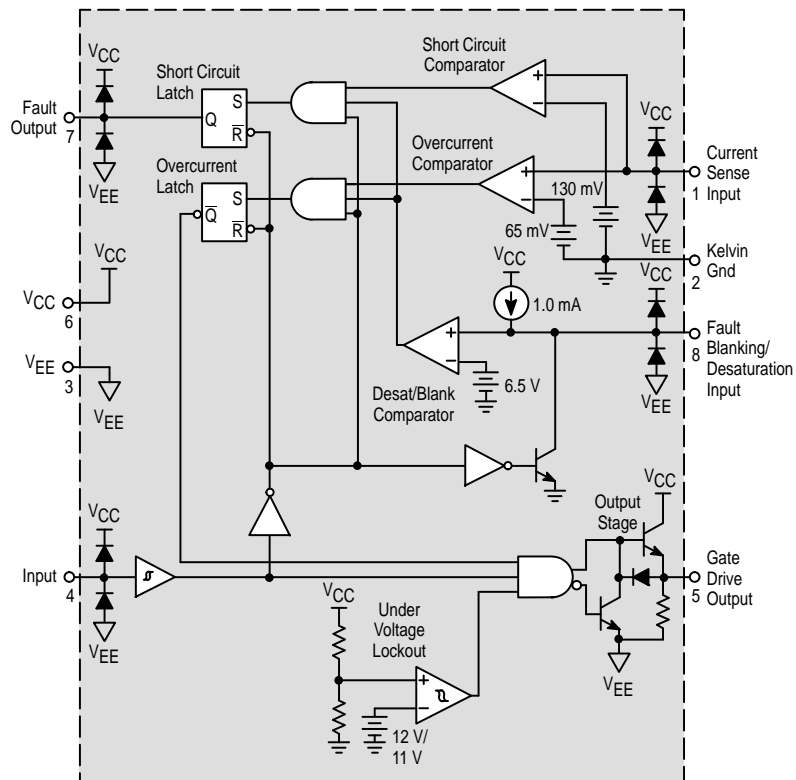 VCC
Short Circuit
Latch
Short Circuit
Comparator
Fault
Output
7
S
Q
R
VEE
Overcurrent
Latch
Overcurrent
Comparator
VCC
Current
Sense
Input
1
S
Q
R
130 mV
65 mV
VEE
Kelvin
Gnd
2
VCC
VCC
6
VCC
1.0 mA
VCC
Fault
Blanking/
Desaturation
Input
8
VEE
3
VEE
6.5 V
Desat/Blank
Comparator
VEE
VCC
Output
Stage
VCC
Input
4
VEE
Gate
Drive
Output
5
VCC
Under
Voltage
Lockout
VEE
12 V/
11 V